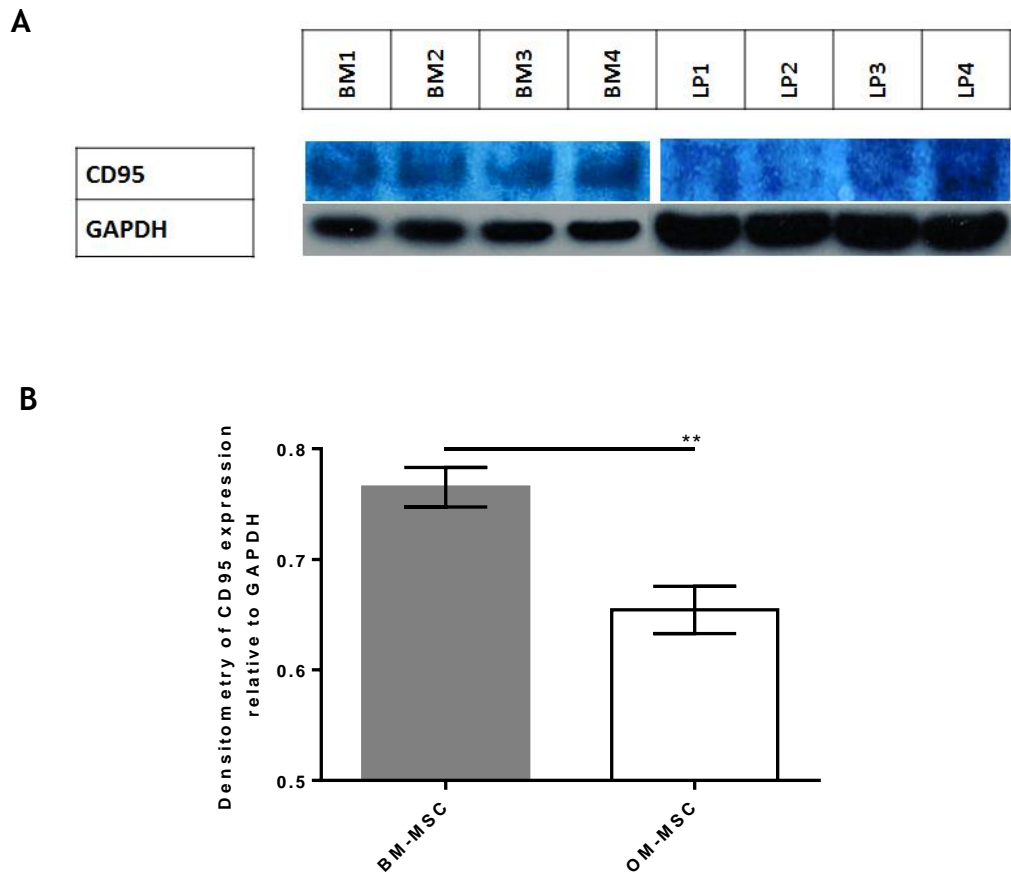 A
BM1 BM2 BM3 BM4 LP1 LP2 LP3 LP4
CD95
GAPDH
B
Densitometry of CD95 expression
relative to GAPDH
**
0.8
0.7
0.6
0.5
BM-MSC
OM-MSC